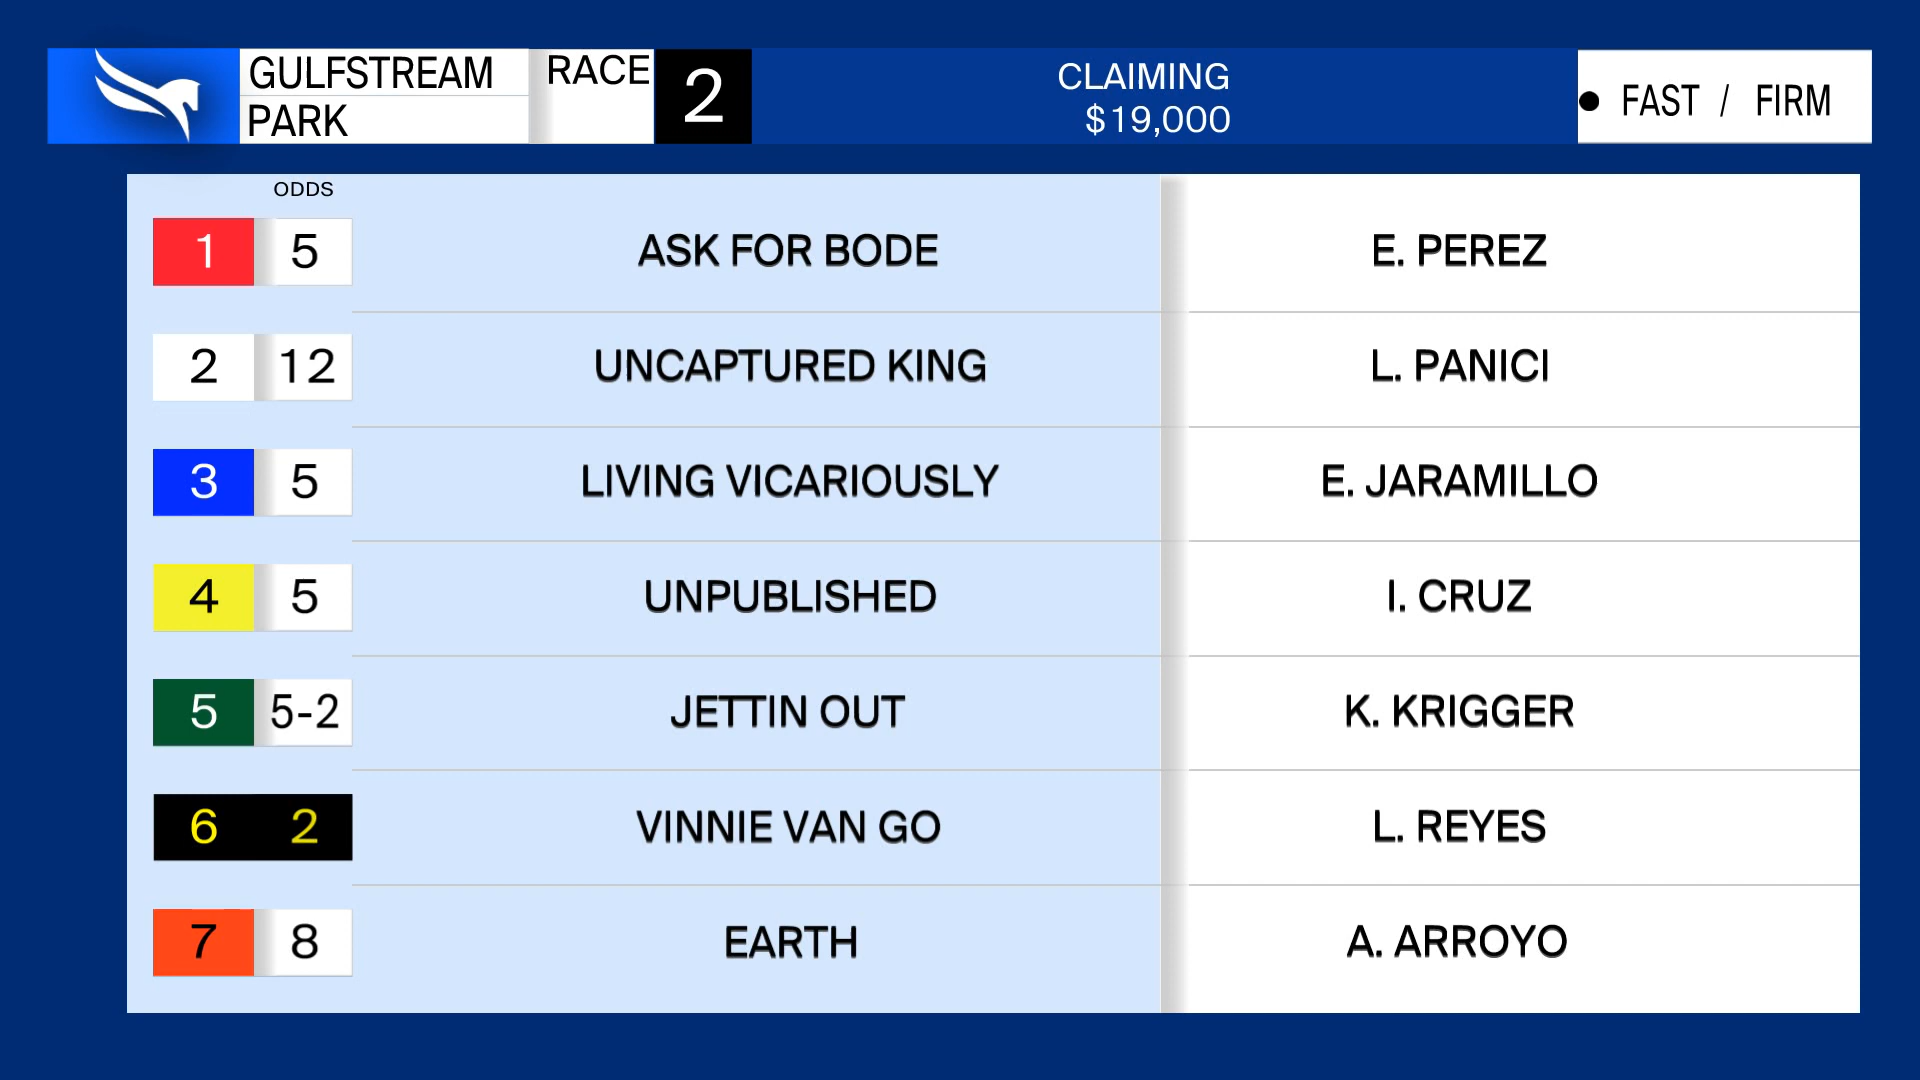 GULFSTREAM
PARK
RACE
2
CLAIMING
$19,000
● FAST / FIRM
ODDS
1 5 ASK FOR BODE E. PEREZ
2 12 UNCAPTURED KING L. PANICI
3 5 LIVING VICARIOUSLY E. JARAMILLO
4 5 UNPUBLISHED I. CRUZ
5 5-2 JETTIN OUT K. KRIGGER
6 2 VINNIE VAN GO L. REYES
7 8 EARTH A. ARROYO